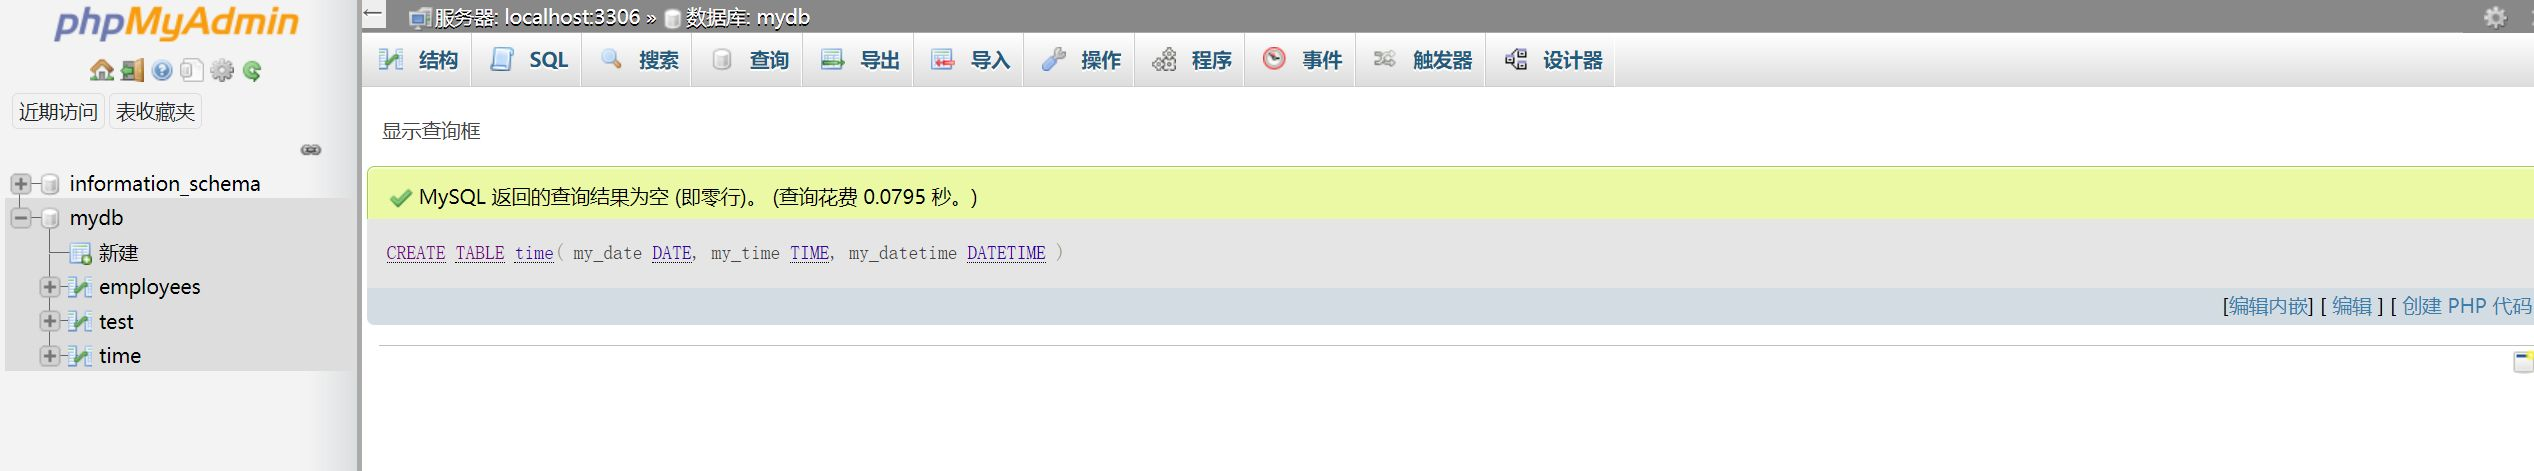 phpMyAdmin
近期访问 表收藏夹
information_schema
mydb
新建
employees
test
time
服务器: localhost:3306 » 数据库: mydb
结构 SQL 搜索 查询 导出 导入 操作 程序 事件 触发器 设计器
显示查询框
MySQL 返回的查询结果为空 (即零行)。 (查询花费 0.0795 秒。)
CREATE TABLE time( my_date DATE, my_time TIME, my_datetime DATETIME )
[编辑内嵌] [ 编辑 ] [ 创建 PHP 代码